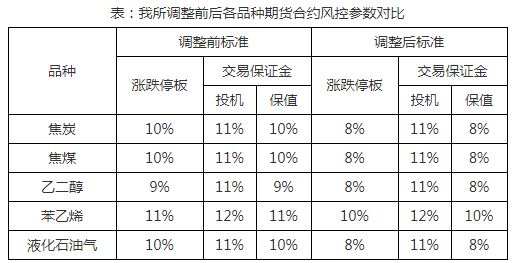 表：我所调整前后各品种期货合约风控参数对比
品种 调整前标准 调整后标准
涨跌停板 交易保证金 涨跌停板 交易保证金
投机 保值 投机 保值
焦炭 10% 11% 10% 8% 11% 8%
焦煤 10% 11% 10% 8% 11% 8%
乙二醇 9% 11% 9% 8% 11% 8%
苯乙烯 11% 12% 11% 10% 12% 10%
液化石油气 10% 11% 10% 8% 11% 8%